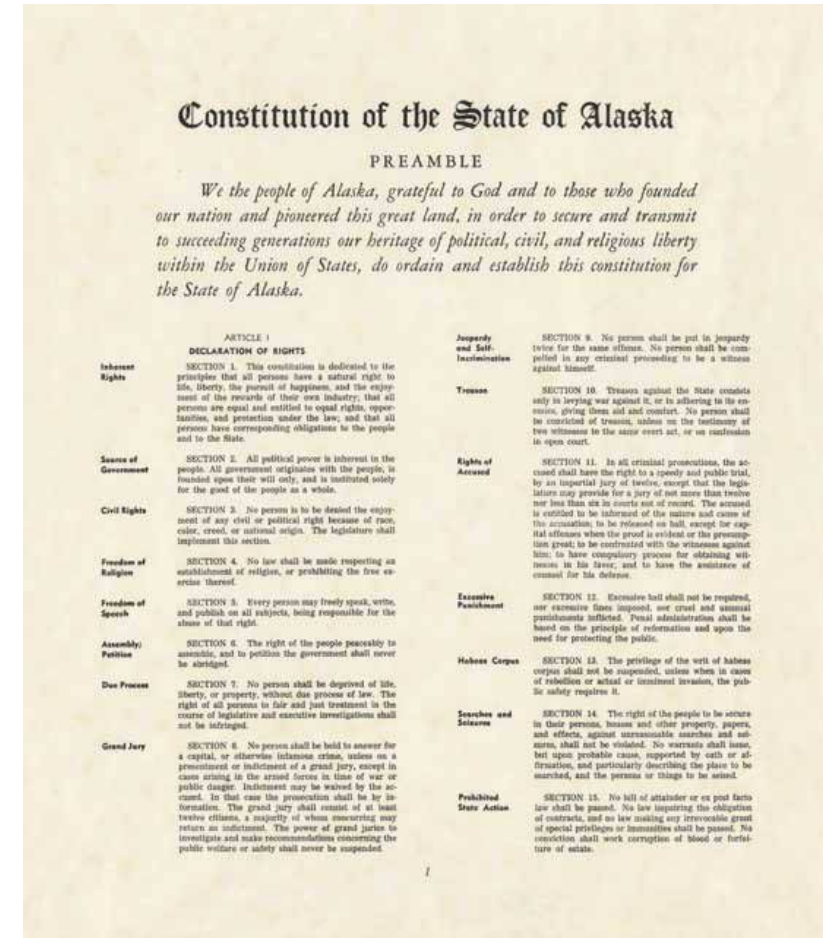 Constitution of the State of Alaska
PREAMBLE
We the people of Alaska, grateful to God and to those who founded
our nation and pioneered this great land, in order to secure and transmit
to succeeding generations our heritage of political, civil, and religious liberty
within the Union of States, do ordain and establish this constitution for
the State of Alaska.
ARTICLE I
DECLARATION OF RIGHTS
Inherent
Rights
SECTION 1. This constitution is dedicated to the
principles that all persons have a natural right to
life, liberty, the pursuit of happiness, and the enjoy-
ment of the rewards of their own industry; that all
persons are equal and entitled to equal rights, oppor-
tunities, and protection under the law; and that all
persons have corresponding obligations to the people
and to the State.
Source of
Government
SECTION 2. All political power is inherent in the
people. All government originates with the people, is
founded upon their will only, and is instituted solely
for the good of the people as a whole.
Civil Rights
SECTION 3. No person is to be denied the enjoy-
ment of any civil or political right because of race,
color, creed, or national origin. The legislature shall
implement this section.
Freedom of
Religion
SECTION 4. No law shall be made respecting an
establishment of religion, or prohibiting the free ex-
ercise thereof.
Freedom of
Speech
SECTION 5. Every person may freely speak, write,
and publish on all subjects, being responsible for the
abuse of that right.
Assembly;
Petition
SECTION 6. The right of the people peaceably to
assemble, and to petition the government shall never
be abridged.
Due Process
SECTION 7. No person shall be deprived of life,
liberty, or property, without due process of law. The
right of all persons to fair and just treatment in the
course of legislative and executive investigations shall
not be infringed.
Grand Jury
SECTION 8. No person shall be held to answer for
a capital, or otherwise infamous crime, unless on a
presentment or indictment of a grand jury, except in
cases arising in the armed forces in time of war or
public danger. Indictment may be waived by the ac-
cused. In that case the prosecution shall be by in-
formation. The grand jury shall consist of at least
twelve citizens, a majority of whom concurring may
return an indictment. The power of grand juries to
investigate and make recommendations concerning the
public welfare or safety shall never be suspended.
Jeopardy
and Self-
Incrimination
SECTION 9. No person shall be put in jeopardy
twice for the same offense. No person shall be com-
pelled in any criminal proceeding to be a witness
against himself.
Treason
SECTION 10. Treason against the State consists
only in levying war against it, or in adhering to its en-
emies, giving them aid and comfort. No person shall
be convicted of treason, unless on the testimony of
two witnesses to the same overt act, or on confession
in open court.
Rights of
Accused
SECTION 11. In all criminal prosecutions, the ac-
cused shall have the right to a speedy and public trial,
by an impartial jury of twelve, except that the legis-
lature may provide for a jury of not more than twelve
nor less than six in courts not of record. The accused
is entitled to be informed of the nature and cause of
the accusation; to be released on bail, except for cap-
ital offenses when the proof is evident or the presump-
tion great; to be confronted with the witnesses against
him; to have compulsory process for obtaining wit-
nesses in his favor, and to have the assistance of
counsel for his defense.
Excessive
Punishment
SECTION 12. Excessive bail shall not be required,
nor excessive fines imposed, nor cruel and unusual
punishments inflicted. Penal administration shall be
based on the principle of reformation and upon the
need for protecting the public.
Habeas Corpus
SECTION 13. The privilege of the writ of habeas
corpus shall not be suspended, unless when in cases
of rebellion or actual or imminent invasion, the pub-
lic safety requires it.
Searches and
Seizures
SECTION 14. The right of the people to be secure
in their persons, houses and other property, papers,
and effects, against unreasonable searches and sei-
zures, shall not be violated. No warrants shall issue,
but upon probable cause, supported by oath or af-
firmation, and particularly describing the place to be
searched, and the persons or things to be seized.
Prohibited
State Action
SECTION 15. No bill of attainder or ex post facto
law shall be passed. No law impairing the obligation
of contracts, and no law making any irrevocable grant
of special privileges or immunities shall be passed. No
conviction shall work corruption of blood or forfei-
ture of estate.
1